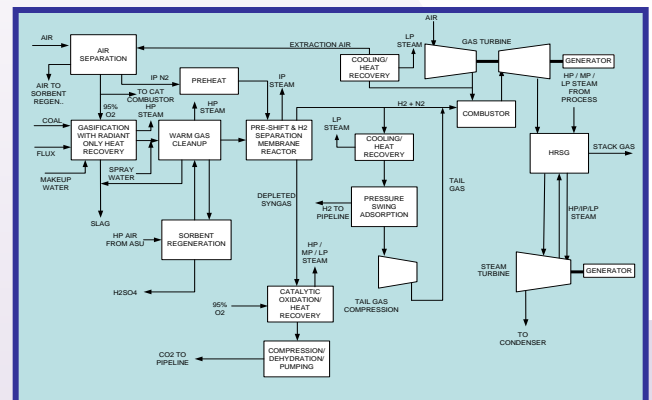 AIR
AIR
SEPARATION
AIR TO
SORBENT
REGEN..
EXTRACTION AIR
IP N2
TO CAT
COMBUSTOR
95%
O2
PREHEAT
IP
STEAM
COOLING/
HEAT
RECOVERY
LP
STEAM
AIR
GAS TURBINE
GENERATOR
HP / MP /
LP STEAM
FROM
PROCESS
COMBUSTOR
HP
STEAM
HP
STEAM
COAL
FLUX
MAKEUP
WATER
GASIFICATION
WITH RADIANT
ONLY HEAT
RECOVERY
SPRAY
WATER
SLAG
WARM GAS
CLEANUP
PRE-SHIFT & H2
SEPARATION
MEMBRANE
REACTOR
H2 + N2
LP
STEAM
COOLING/
HEAT
RECOVERY
TAIL
GAS
HRSG
STACK GAS
DEPLETED
SYNGAS
H2 TO
PIPELINE
PRESSURE
SWING
ADSORPTION
HP/IP/LP
STEAM
HP AIR
FROM ASU
SORBENT
REGENERATION
H2SO4
HP /
MP / LP
STEAM
95%
O2
CATALYTIC
OXIDATION/
HEAT
RECOVERY
TAIL GAS
COMPRESSION
STEAM
TURBINE
GENERATOR
TO
CONDENSER
CO2 TO
PIPELINE
COMPRESSION/
DEHYDRATION/
PUMPING